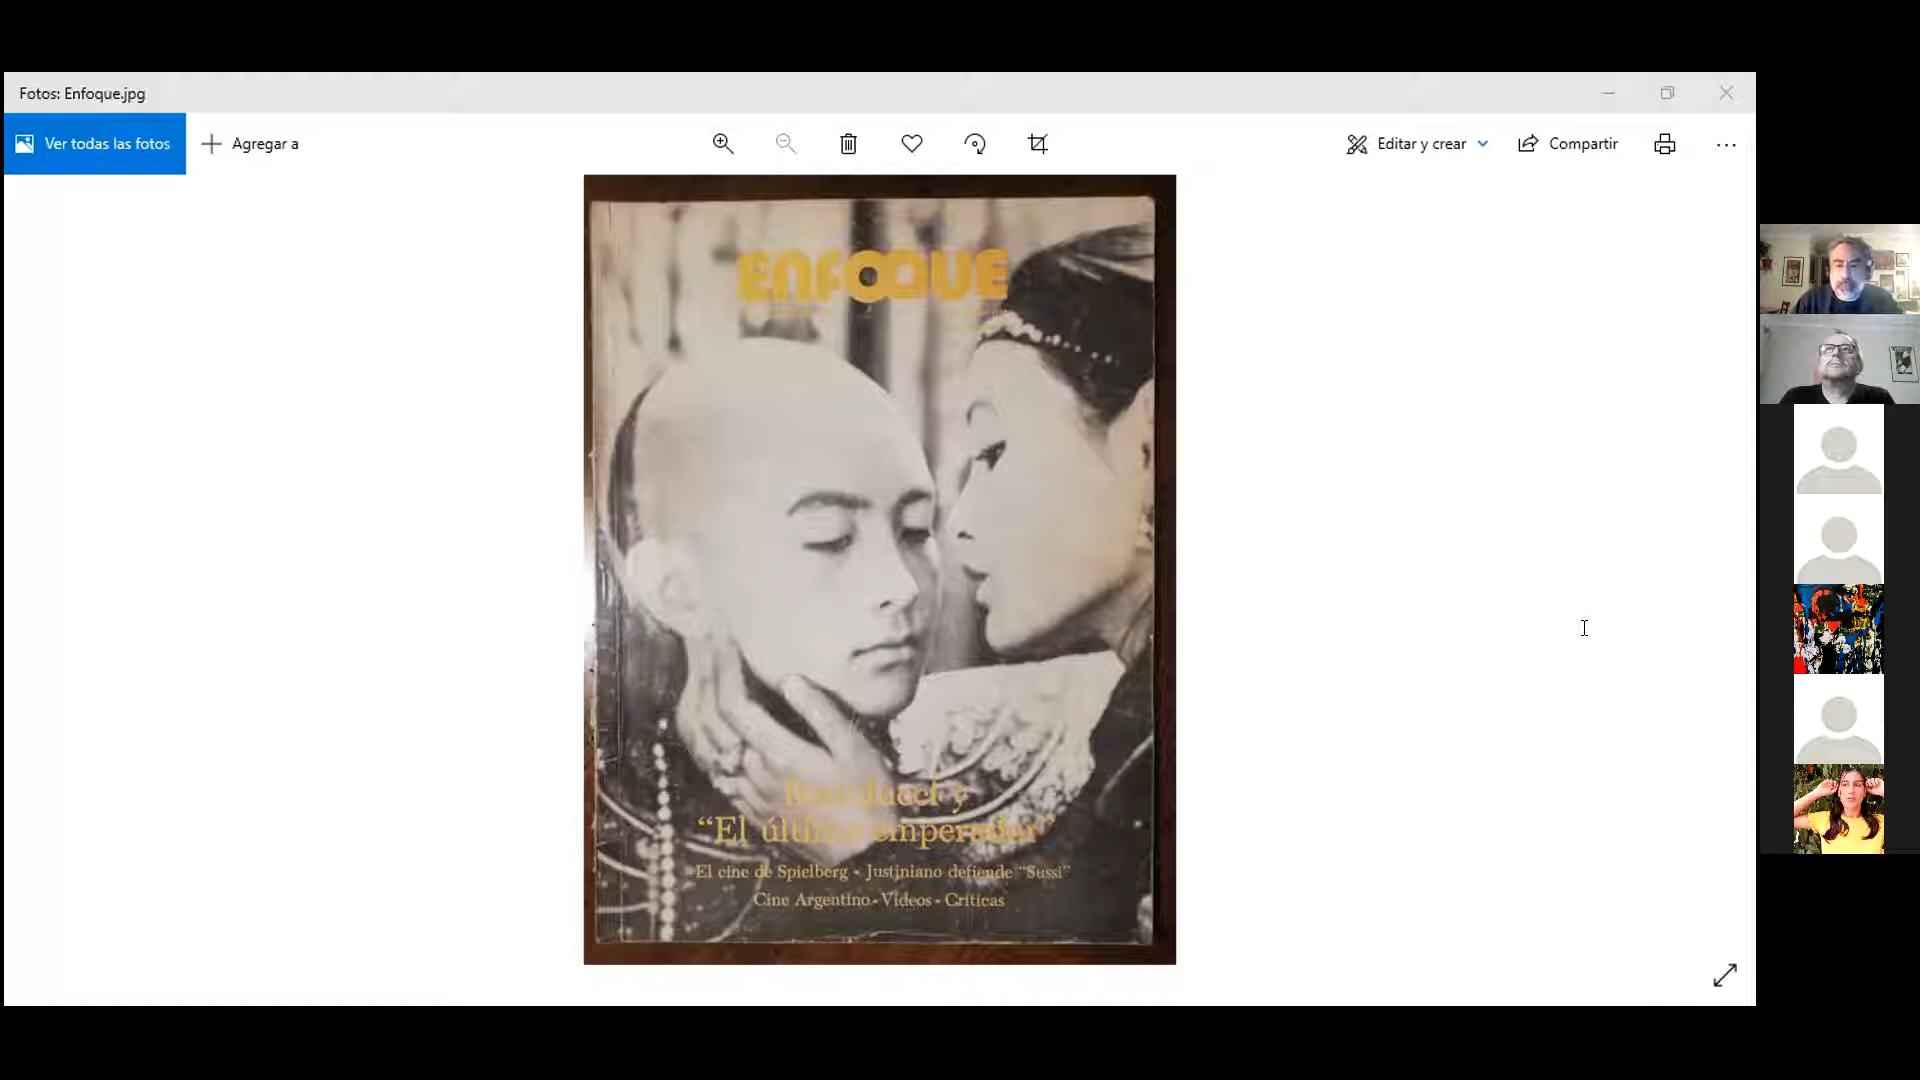 Fotos: Enfoque.jpg
Ver todas las fotos
Agregar a
Editar y crear
Compartir
ENFOQUE
Bertolucci y
“El último emperador”
El cine de Spielberg - Justiniano defiende “Sussi”
Cine Argentino - Videos - Críticas